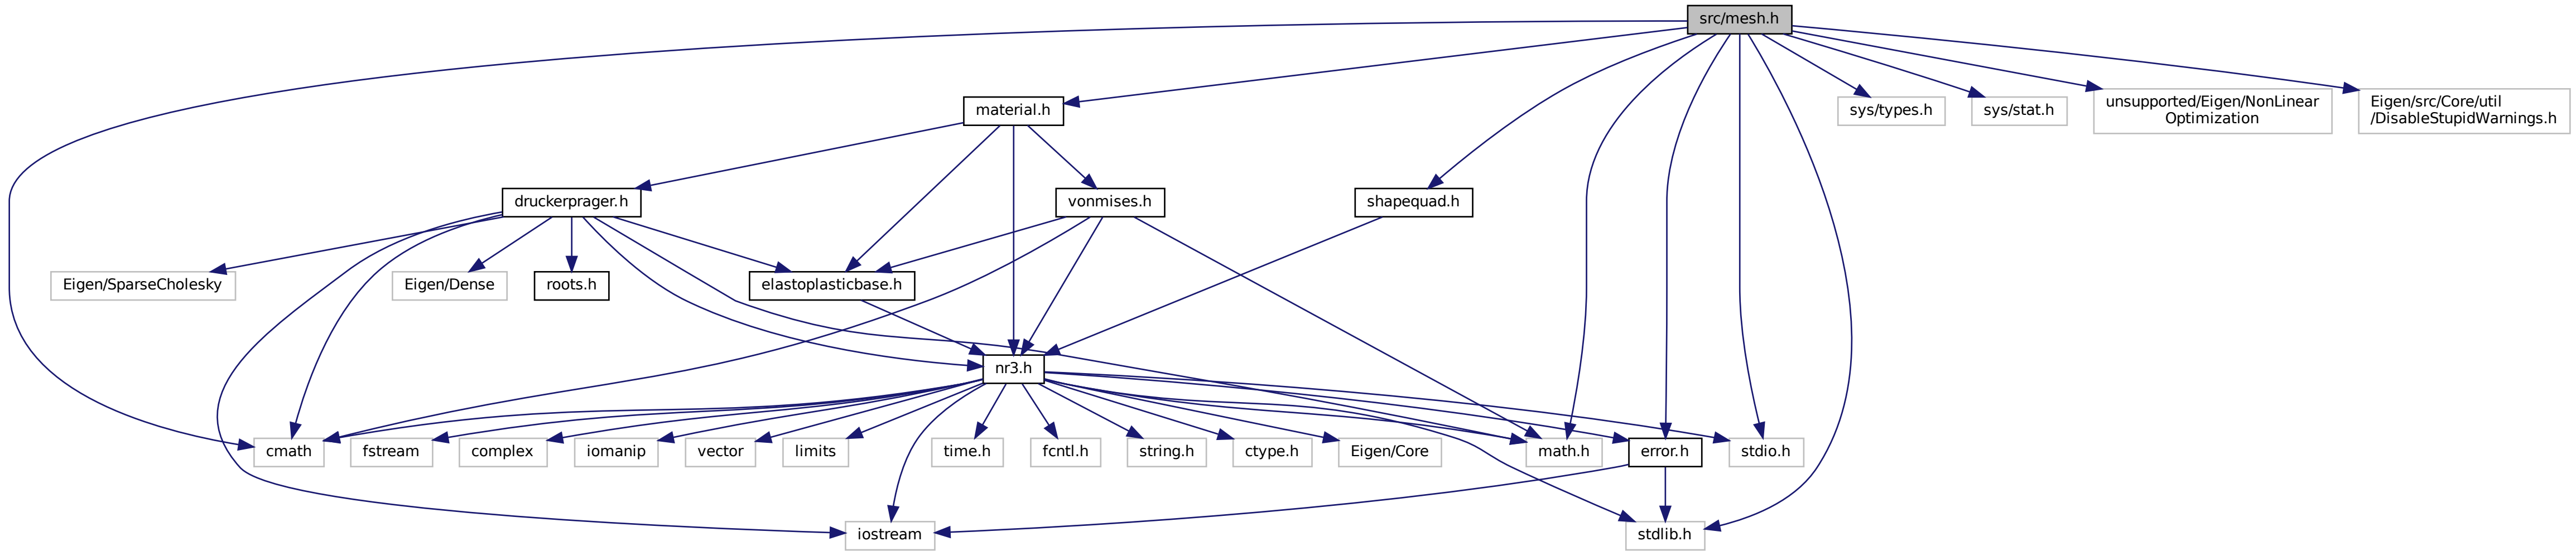 src/mesh.h
material.h
sys/types.h
sys/stat.h
unsupported/Eigen/NonLinear
Optimization
Eigen/src/Core/util
/DisableStupidWarnings.h
druckerprager.h
vonmises.h
shapequad.h
Eigen/SparseCholesky
Eigen/Dense
roots.h
elastoplasticbase.h
nr3.h
cmath
fstream
complex
iomanip
vector
limits
time.h
fcntl.h
string.h
ctype.h
Eigen/Core
math.h
error.h
stdio.h
iostream
stdlib.h